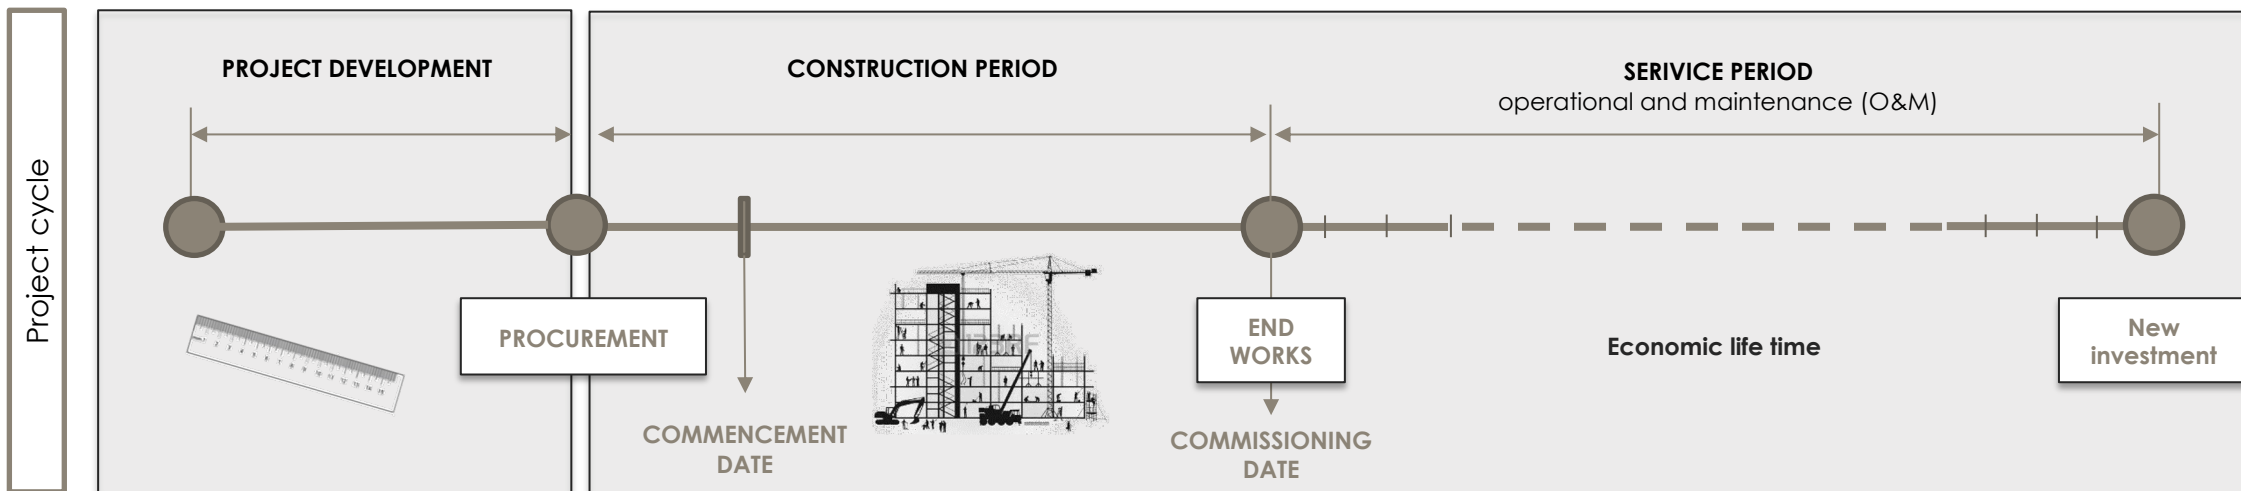 Project cycle
PROJECT DEVELOPMENT
CONSTRUCTION PERIOD
SERIVICE PERIOD
operational and maintenance (O&M)
PROCUREMENT
END
WORKS
Economic life time
New
investment
COMMENCEMENT
DATE
COMMISSIONING
DATE